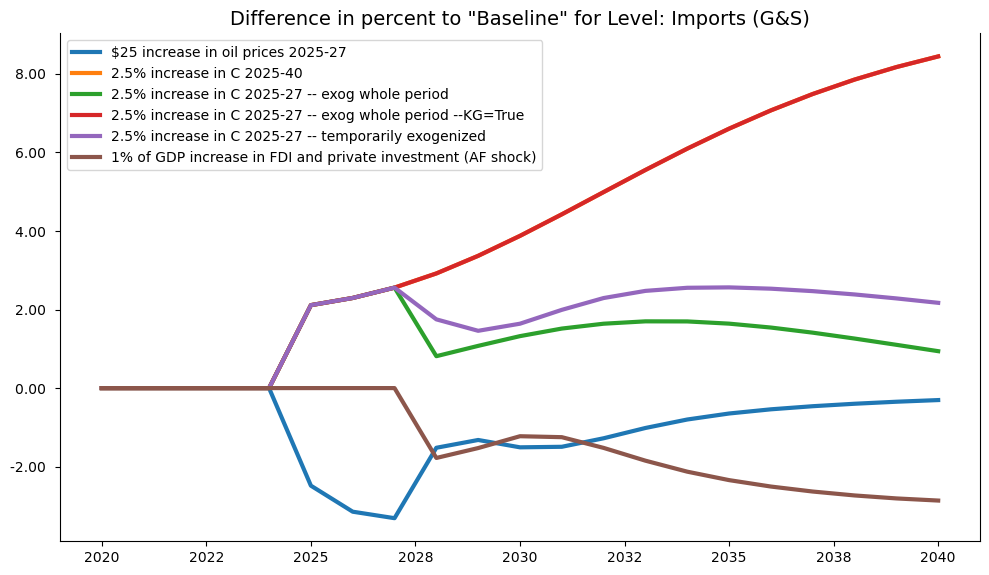 Difference in percent to "Baseline" for Level: Imports (G&S)
$25 increase in oil prices 2025-27
2.5% increase in C 2025-40
2.5% increase in C 2025-27 -- exog whole period
2.5% increase in C 2025-27 -- exog whole period --KG=True
2.5% increase in C 2025-27 -- temporarily exogenized
1% of GDP increase in FDI and private investment (AF shock)
8.00
6.00
4.00
2.00
0.00
-2.00
2020 2022 2025 2028 2030 2032 2035 2038 2040